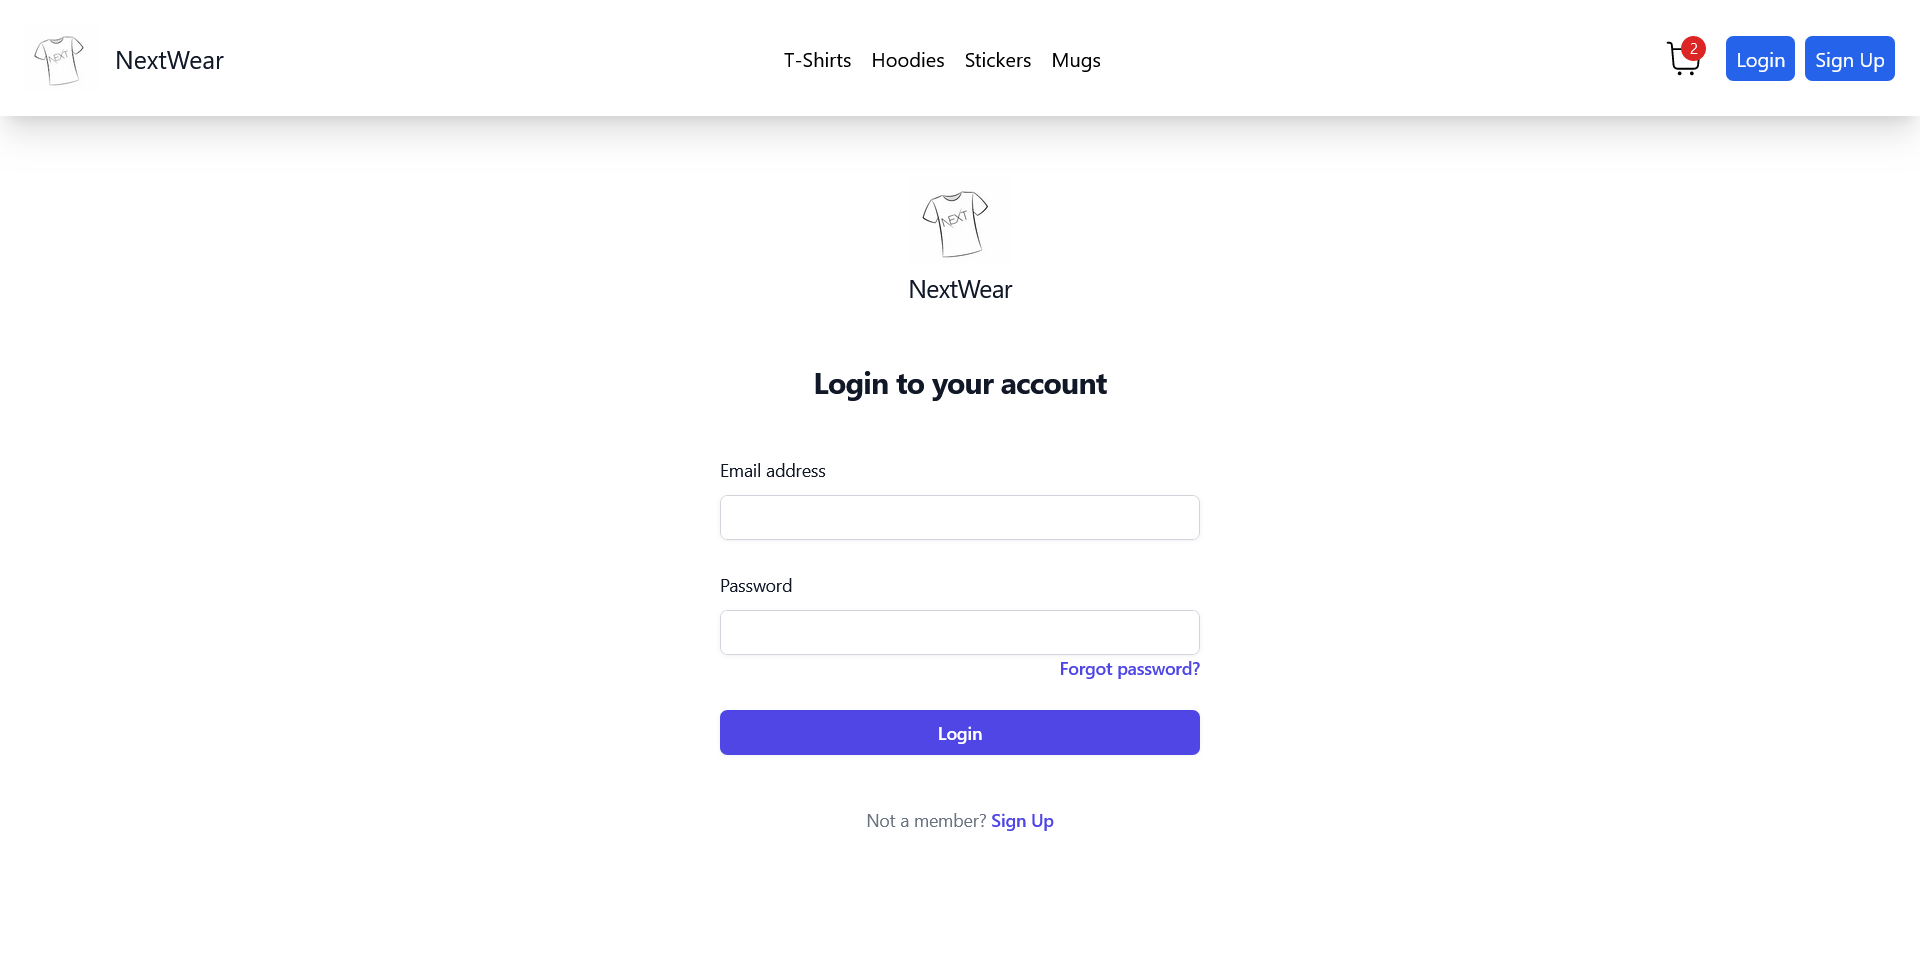 NEXT
NextWear
T-Shirts Hoodies Stickers Mugs
2
Login
Sign Up
NEXT
NextWear
Login to your account
Email address
Password
Forgot password?
Login
Not a member? Sign Up